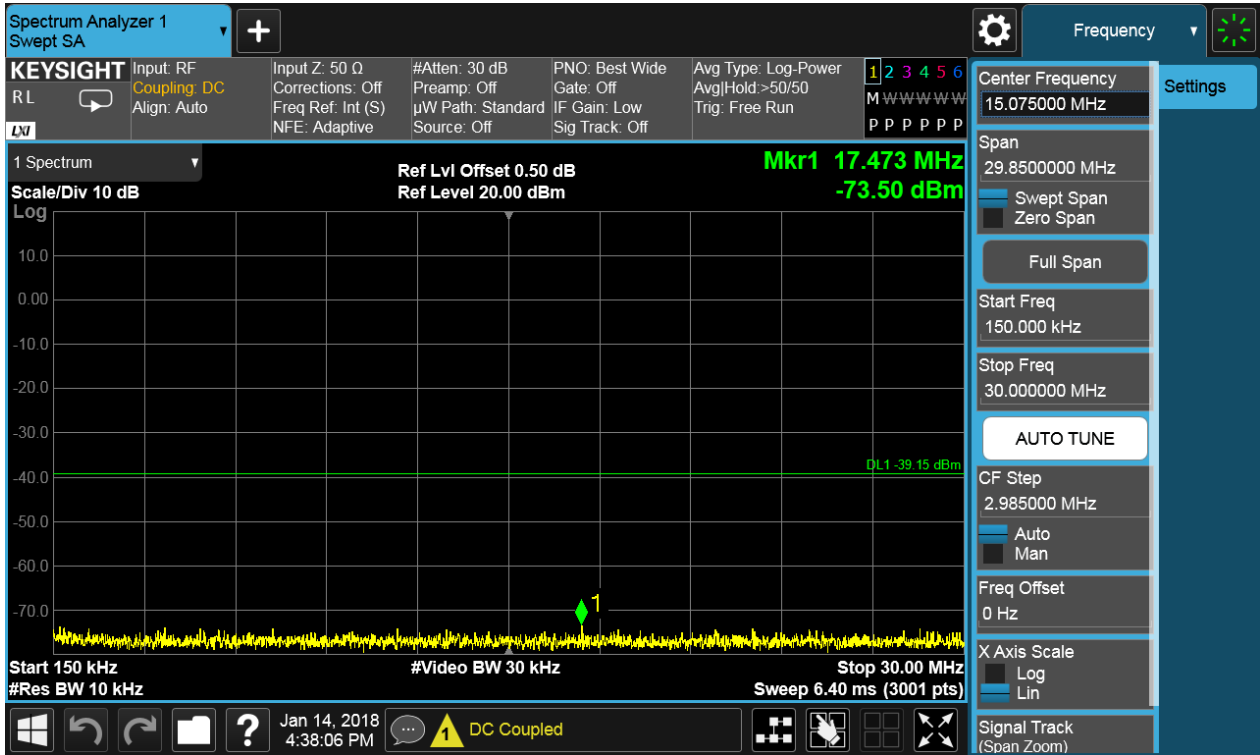 Spectrum Analyzer 1
Swept SA
+
Frequency
KEYSIGHT
RL
LXI
Input: RF
Coupling: DC
Align: Auto
Input Z: 50 Ω
Corrections: Off
Freq Ref: Int (S)
NFE: Adaptive
#Atten: 30 dB
Preamp: Off
µW Path: Standard
Source: Off
PNO: Best Wide
Gate: Off
IF Gain: Low
Sig Track: Off
Avg Type: Log-Power
Avg|Hold:>50/50
Trig: Free Run
1 2 3 4 5 6
M W W W W W
P P P P P P
1 Spectrum
Scale/Div 10 dB
Log
Ref Lvl Offset 0.50 dB
Ref Level 20.00 dBm
Mkr1 17.473 MHz
-73.50 dBm
10.0
0.00
-10.0
-20.0
-30.0
DL1 -39.15 dBm
-40.0
-50.0
-60.0
1
-70.0
Start 150 kHz
#Video BW 30 kHz
Stop 30.00 MHz
#Res BW 10 kHz
Sweep 6.40 ms (3001 pts)
Center Frequency
15.075000 MHz
Settings
Span
29.8500000 MHz
Swept Span
Zero Span
Full Span
Start Freq
150.000 kHz
Stop Freq
30.000000 MHz
AUTO TUNE
CF Step
2.985000 MHz
Auto
Man
Freq Offset
0 Hz
X Axis Scale
Log
Lin
Signal Track
(Span Zoom)
?
Jan 14, 2018
4:38:06 PM
1
DC Coupled